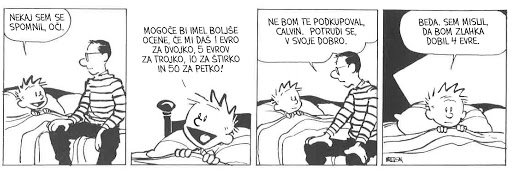 NEKAJ SEM SE
SPOMNIL, OČI.
MOGOČE BI IMEL BOLJŠE
OCENE, ČE MI DAŠ 1 EVRO
ZA DVOJKO, 5 EVROV
ZA TROJKO, 10 ZA ŠTIRKO
IN 50 ZA PETKO!
NE BOM TE PODKUPOVAL,
CALVIN. POTRUDI SE,
V SVOJE DOBRO.
BEDA. SEM MISLIL,
DA BOM ZLAHKA
DOBIL 4 EVRE.